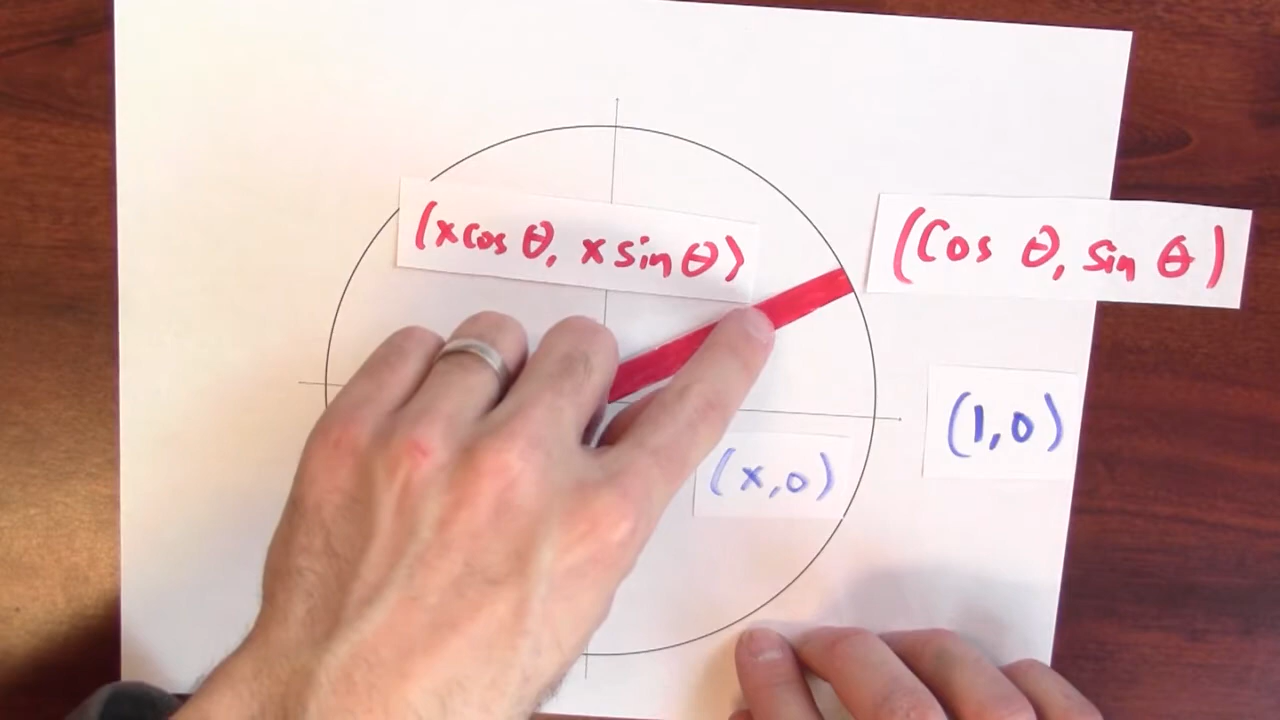 (x cos θ, x sin θ)
(cos θ, sin θ)
(1,0)
(x,0)